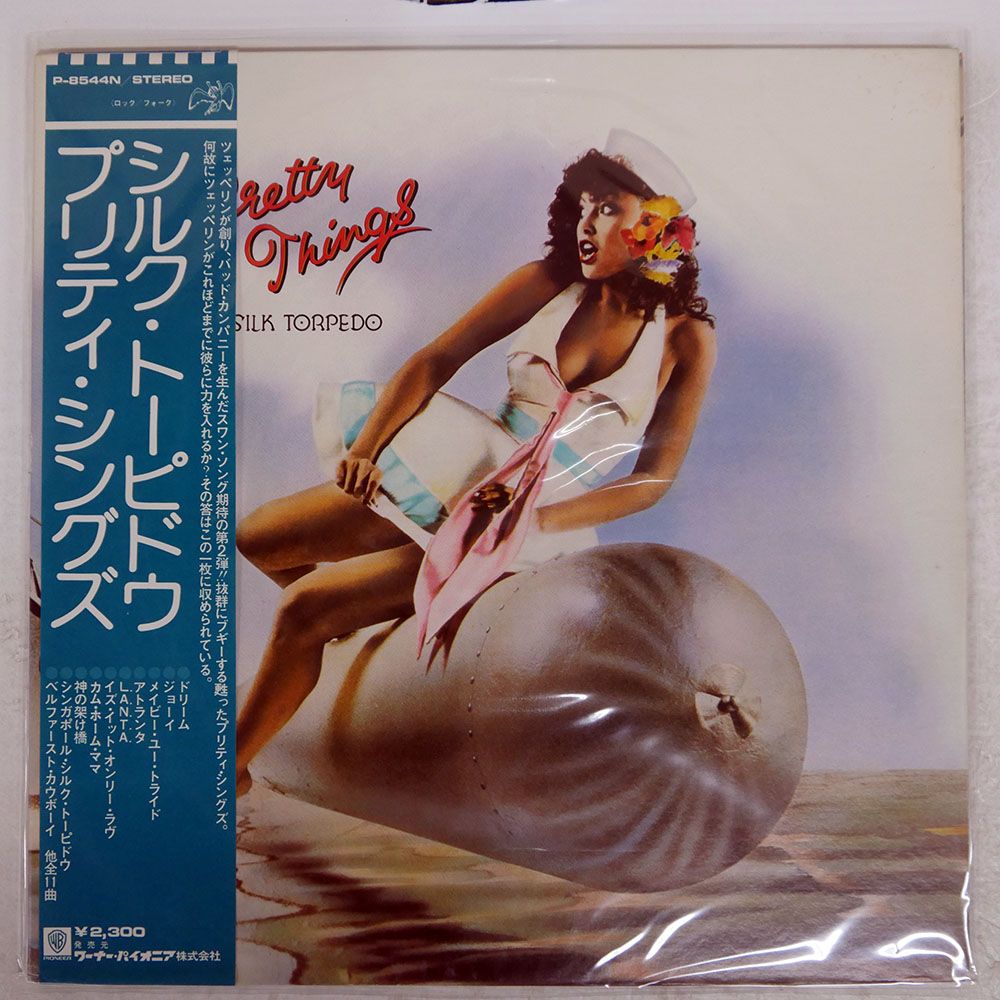 P-8544N/STEREO
(ロック/フォーク)
シルク・トーピドウ
プリティ・シングズ
ツェッペリンが創り、バッド・カンパニーを生んだスワン・ソング期待の第2弾!!抜群にブギーする甦ったプリティシングズ。
何故にツェッペリンがこれほどまでに彼らに力を入れるか?その答はこの一枚に収められている。
ドリーム
ジョーイ
メイビー・ユー・トライド
アトランタ
L.A.N.T.A.
イズ・イット・オンリー・ラヴ
カム・ホーム・ママ
神の架け橋
シンガポール・シルク・トーピドウ
ベルファースト・カウボーイ 他全11曲
¥2,300
発売元
ワーナー・パイオニア株式会社
WB
PIONEER
retty
Things
SILK TORPEDO